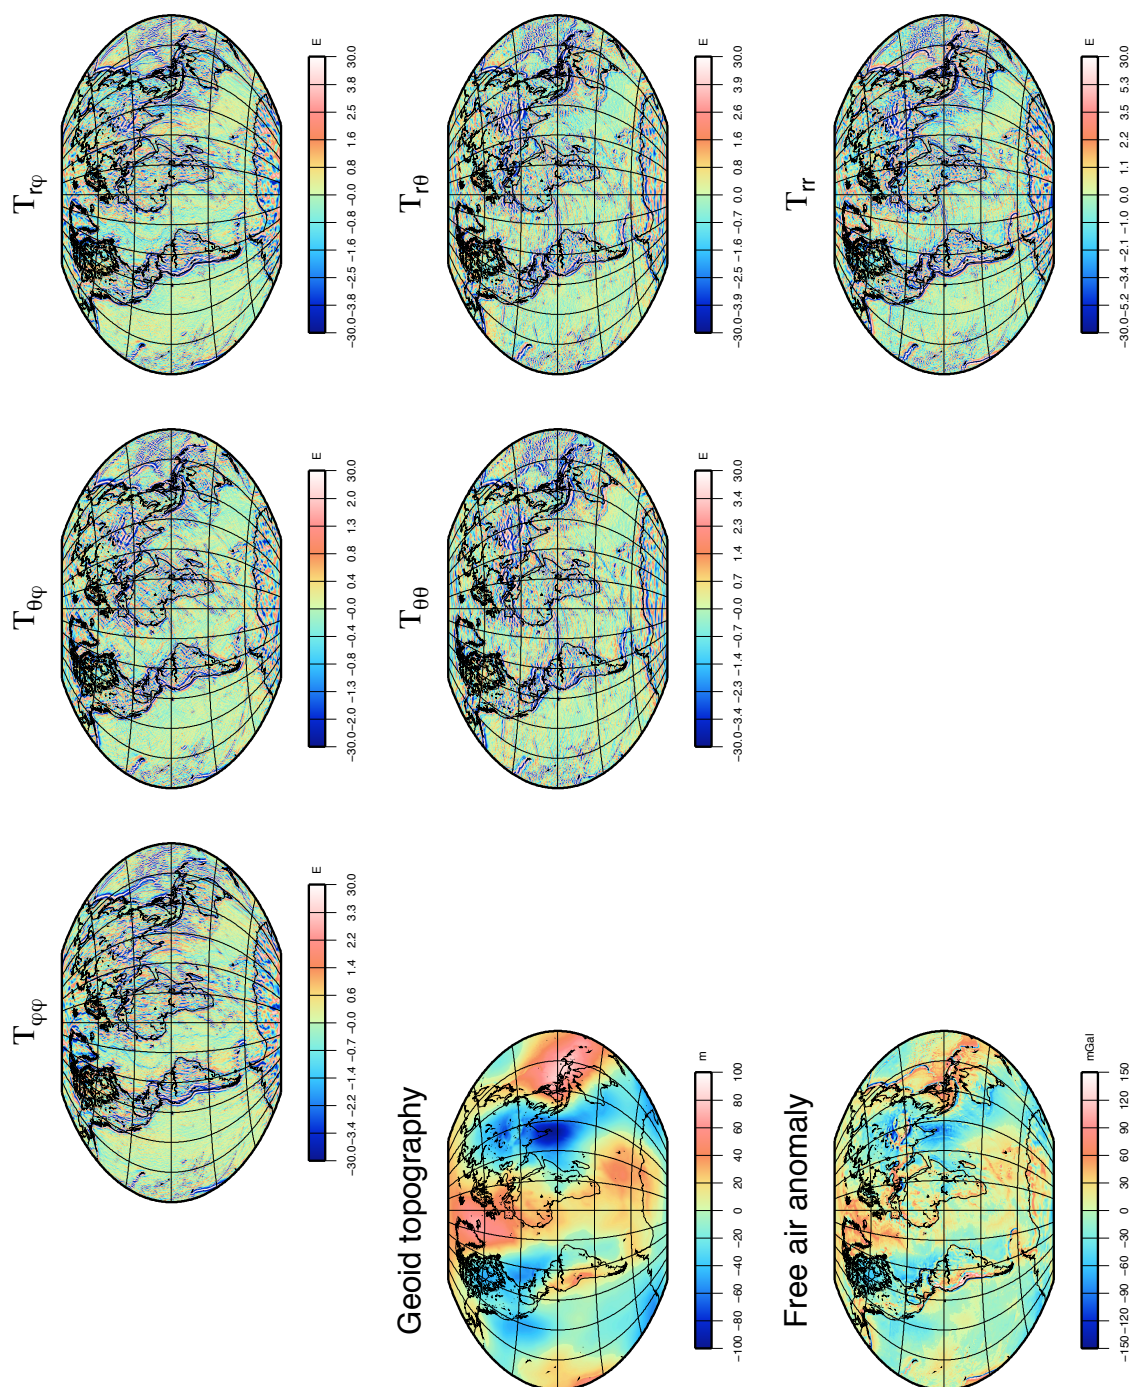 Tφφ
E
−30.0 −3.4 −2.2 −1.4 −0.7 −0.0 0.6 1.4 2.2 3.3 30.0
Tθφ
E
−30.0 −2.0 −1.3 −0.8 −0.4 −0.0 0.4 0.8 1.3 2.0 30.0
Trφ
E
−30.0 −3.8 −2.5 −1.6 −0.8 −0.0 0.8 1.6 2.6 3.8 30.0
Geoid topography
m
−100 −80 −60 −40 −20 0 20 40 60 80 100
Tθθ
E
−30.0 −3.4 −2.3 −1.4 −0.7 −0.0 0.7 1.4 2.3 3.4 30.0
Trθ
E
−30.0 −3.9 −2.5 −1.6 −0.7 0.0 0.8 1.6 2.6 3.9 30.0
Free air anomaly
mGal
−150 −120 −90 −60 −30 0 30 60 90 120 150
Trr
E
−30.0 −5.2 −3.4 −2.1 −1.0 0.0 1.1 2.2 3.5 5.3 30.0